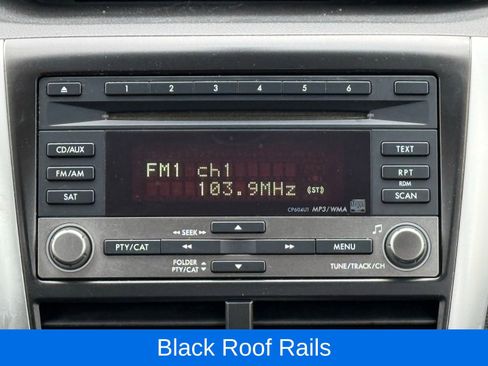 1 2 3 4 5 6
CD/AUX
TEXT
FM/AM
FM1 ch1
RPT
RDM
SAT
103.9MHz (ST)
SCAN
CP604U1 MP3/WMA
SEEK
PTY/CAT
MENU
FOLDER
PTY/CAT
TUNE/TRACK/CH
Black Roof Rails